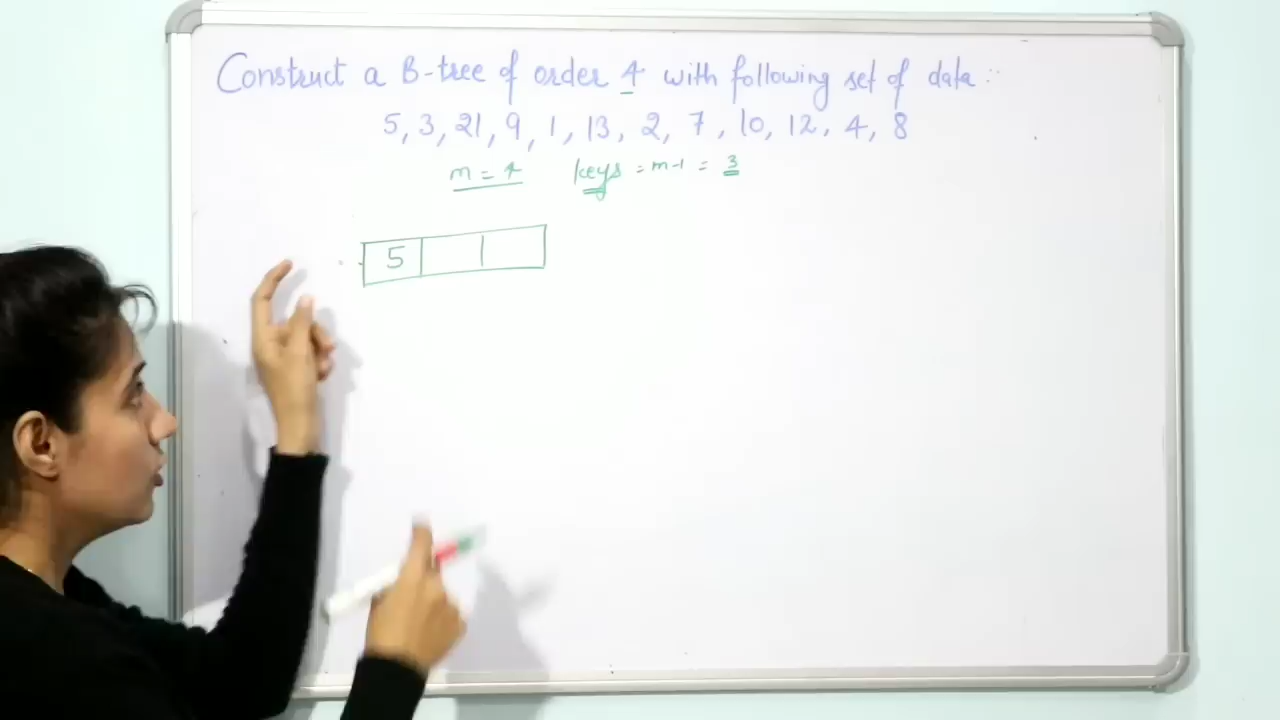 Construct a B-tree of order 4 with following set of data :-
5, 3, 21, 9, 1, 13, 2, 7, 10, 12, 4, 8
m = 4 keys = m-1 = 3
5